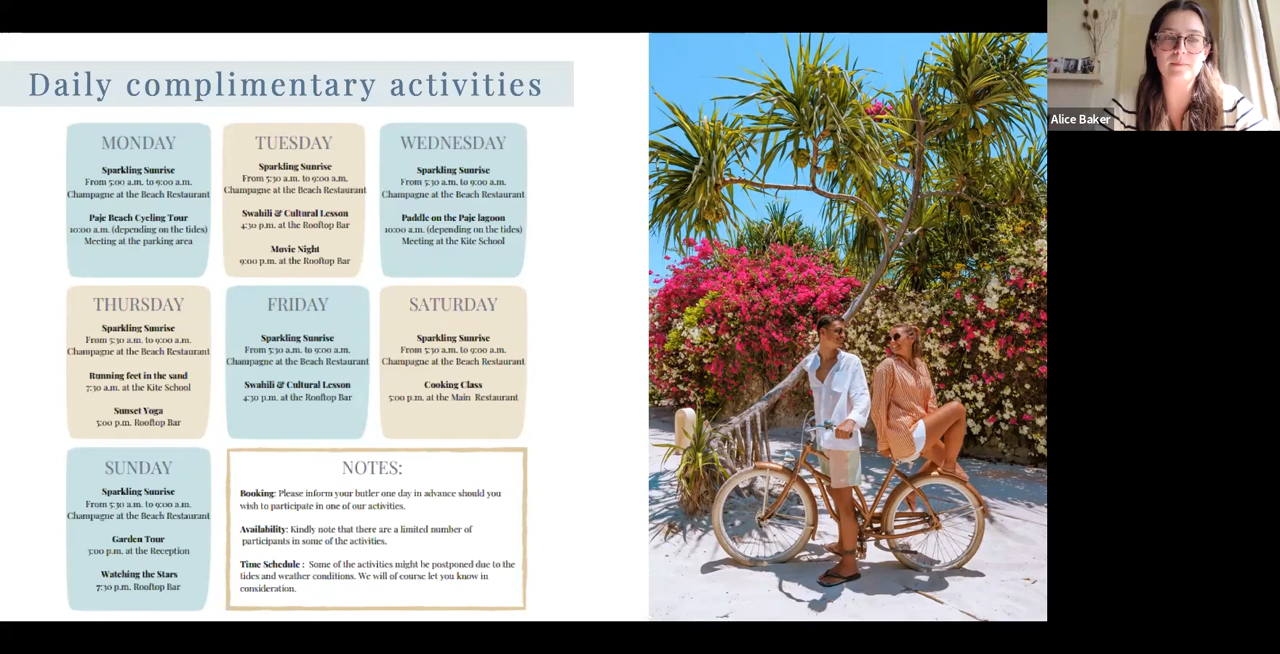 Daily complimentary activities
MONDAY
Sparkling Sunrise
From 5:00 a.m. to 9:00 a.m.
Champagne at the Beach Restaurant
Paje Beach Cycling Tour
10:00 a.m. (depending on the tides)
Meeting at the parking area
TUESDAY
Sparkling Sunrise
From 5:30 a.m. to 9:00 a.m.
Champagne at the Beach Restaurant
Swahili & Cultural Lesson
4:30 p.m. at the Rooftop Bar
Movie Night
9:00 p.m. at the Rooftop Bar
WEDNESDAY
Sparkling Sunrise
From 5:30 a.m. to 9:00 a.m.
Champagne at the Beach Restaurant
Paddle on the Paje lagoon
10:00 a.m. (depending on the tides)
Meeting at the Kite School
THURSDAY
Sparkling Sunrise
From 5:30 a.m. to 9:00 a.m.
Champagne at the Beach Restaurant
Running feet in the sand
7:30 a.m. at the Kite School
Sunset Yoga
5:00 p.m. Rooftop Bar
FRIDAY
Sparkling Sunrise
From 5:30 a.m. to 9:00 a.m.
Champagne at the Beach Restaurant
Swahili & Cultural Lesson
4:30 p.m. at the Rooftop Bar
SATURDAY
Sparkling Sunrise
From 5:30 a.m. to 9:00 a.m.
Champagne at the Beach Restaurant
Cooking Class
5:00 p.m. at the Main Restaurant
SUNDAY
Sparkling Sunrise
From 5:30 a.m. to 9:00 a.m.
Champagne at the Beach Restaurant
Garden Tour
3:00 p.m. at the Reception
Watching the Stars
7:30 p.m. Rooftop Bar
NOTES:
Booking: Please inform your butler one day in advance should you
wish to participate in one of our activities.
Availability: Kindly note that there are a limited number of
participants in some of the activities.
Time Schedule : Some of the activities might be postponed due to the
tides and weather conditions. We will of course let you know in
consideration.
Alice Baker